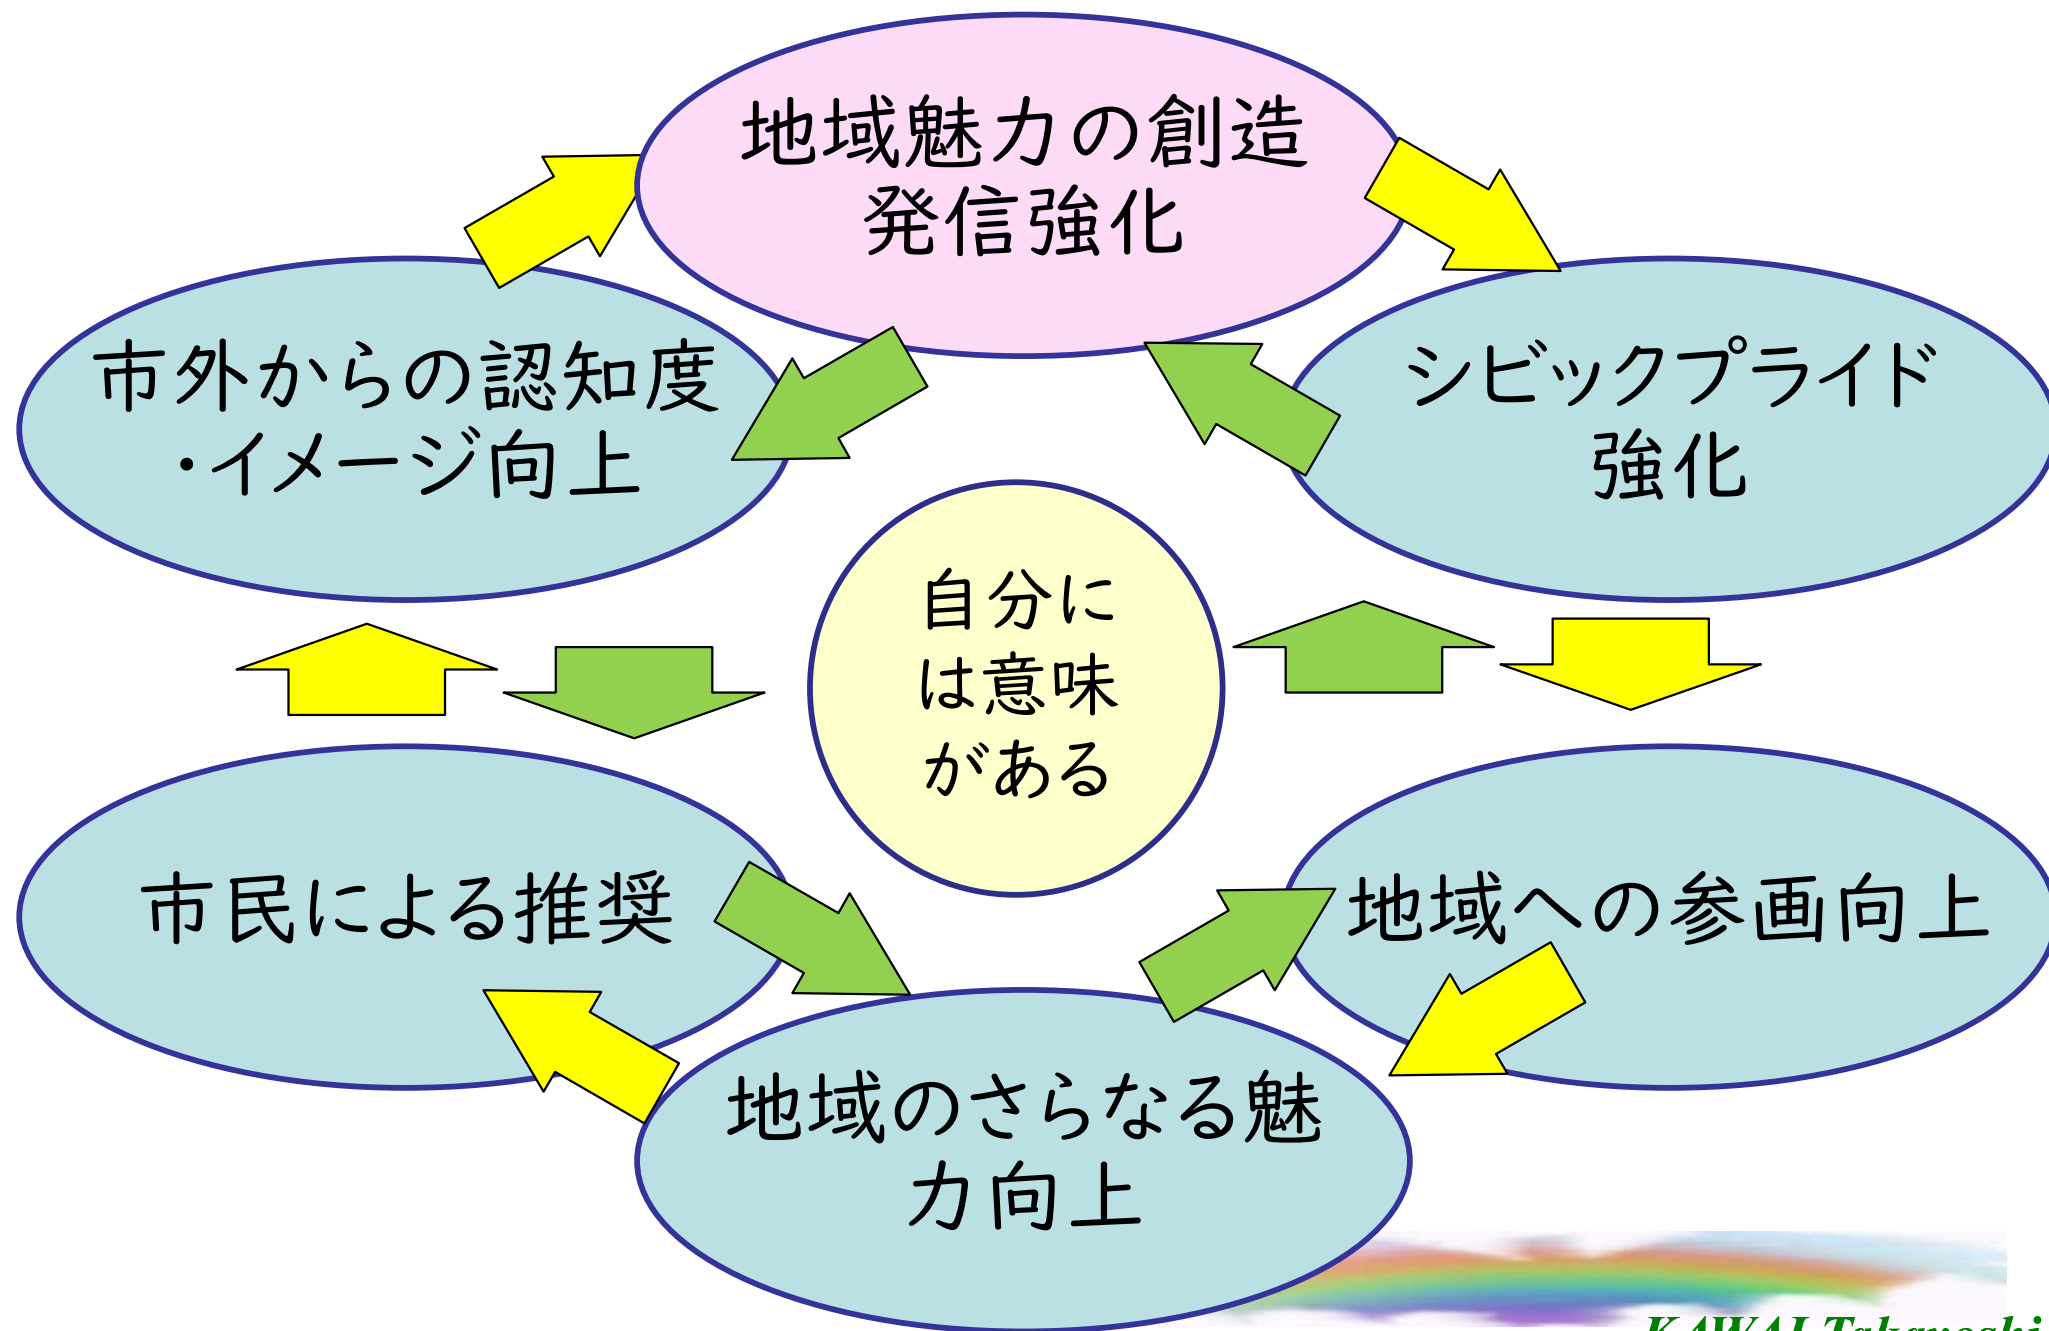 地域魅力の創造
発信強化
市外からの認知度
・イメージ向上
シビックプライド
強化
自分に
は意味
がある
市民による推奨
地域への参画向上
地域のさらなる魅
力向上
KAWAI Takayoshi